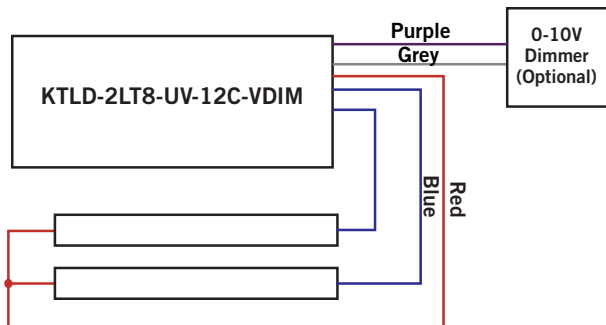 Purple
Grey
0-10V
Dimmer
(Optional)
KTLD-2LT8-UV-12C-VDIM
Blue
Red